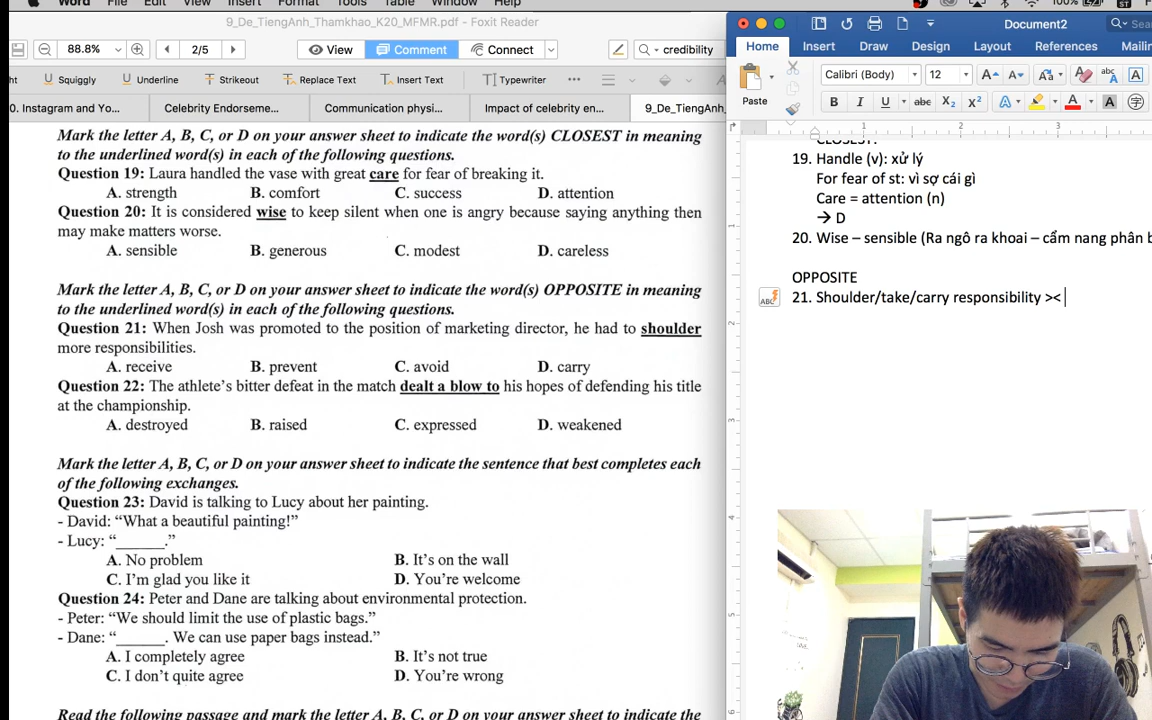 Word File Edit View Insert Format Tools Table Window Help 100%
9_De_TiengAnh_Thamkhao_K20_MFMR.pdf - Foxit Reader
88.8% 2/5 View Comment Connect credibility
ht Squiggly Underline Strikeout Replace Text Insert Text Typewriter
0. Instagram and Yo... Celebrity Endorseme... Communication physi... Impact of celebrity en... 9_De_TiengAnh_
Mark the letter A, B, C, or D on your answer sheet to indicate the word(s) CLOSEST in meaning
to the underlined word(s) in each of the following questions.
Question 19: Laura handled the vase with great care for fear of breaking it.
A. strength B. comfort C. success D. attention
Question 20: It is considered wise to keep silent when one is angry because saying anything then
may make matters worse.
A. sensible B. generous C. modest D. careless
Mark the letter A, B, C, or D on your answer sheet to indicate the word(s) OPPOSITE in meaning
to the underlined word(s) in each of the following questions.
Question 21: When Josh was promoted to the position of marketing director, he had to shoulder
more responsibilities.
A. receive B. prevent C. avoid D. carry
Question 22: The athlete's bitter defeat in the match dealt a blow to his hopes of defending his title
at the championship.
A. destroyed B. raised C. expressed D. weakened
Mark the letter A, B, C, or D on your answer sheet to indicate the sentence that best completes each
of the following exchanges.
Question 23: David is talking to Lucy about her painting.
- David: "What a beautiful painting!"
- Lucy: "______."
A. No problem B. It's on the wall
C. I'm glad you like it D. You're welcome
Question 24: Peter and Dane are talking about environmental protection.
- Peter: "We should limit the use of plastic bags."
- Dane: "______. We can use paper bags instead."
A. I completely agree B. It's not true
C. I don't quite agree D. You're wrong
Read the following passage and mark the letter A, B, C, or D on your answer sheet to indicate the
Document2
Home Insert Draw Design Layout References Mailin
Paste Calibri (Body) 12
B I U abc X₂ X²
1 2 3
CLOSEST:
19. Handle (v): xử lý
For fear of st: vì sợ cái gì
Care = attention (n)
→ D
20. Wise – sensible (Ra ngô ra khoai – cẩm nang phân b
OPPOSITE
21. Shoulder/take/carry responsibility ><